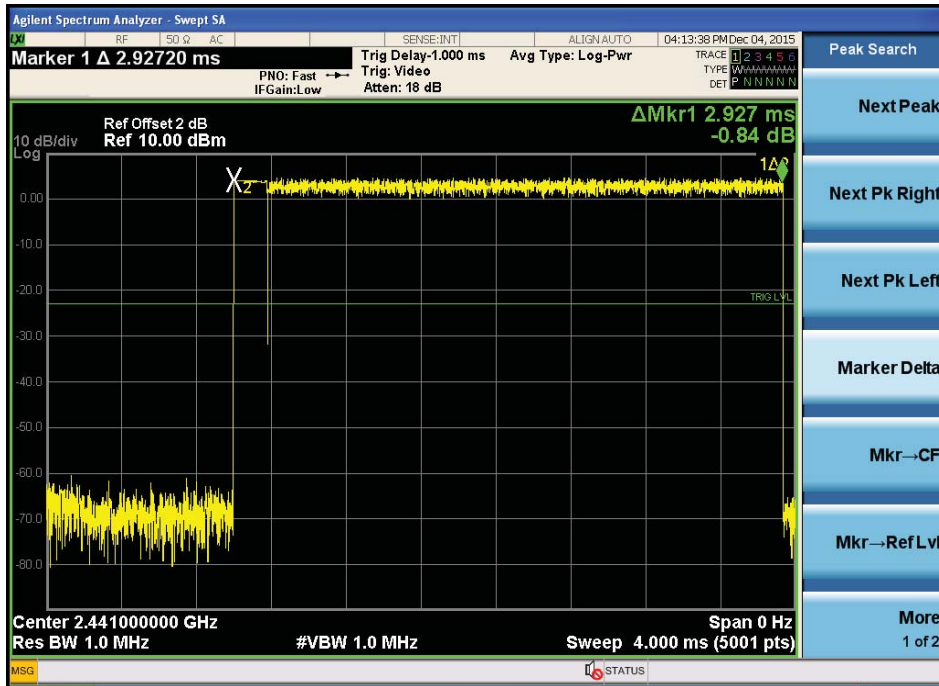 Agilent Spectrum Analyzer - Swept SA
LXI RF 50 Ω AC SENSE:INT ALIGN AUTO 04:13:38 PM Dec 04, 2015
Marker 1 Δ 2.92720 ms
PNO: Fast
IFGain:Low
Trig Delay-1.000 ms
Trig: Video
Atten: 18 dB
Avg Type: Log-Pwr
TRACE 1 2 3 4 5 6
TYPE WWWWWW
DET P N N N N N
Peak Search
Next Peak
Next Pk Right
Next Pk Left
Marker Delta
Mkr→CF
Mkr→Ref Lvl
More
1 of 2
ΔMkr1 2.927 ms
-0.84 dB
Ref Offset 2 dB
10 dB/div Ref 10.00 dBm
Log
1Δ2
X2
0.00
-10.0
-20.0
TRIG LVL
-30.0
-40.0
-50.0
-60.0
-70.0
-80.0
Center 2.441000000 GHz Span 0 Hz
Res BW 1.0 MHz #VBW 1.0 MHz Sweep 4.000 ms (5001 pts)
MSG STATUS